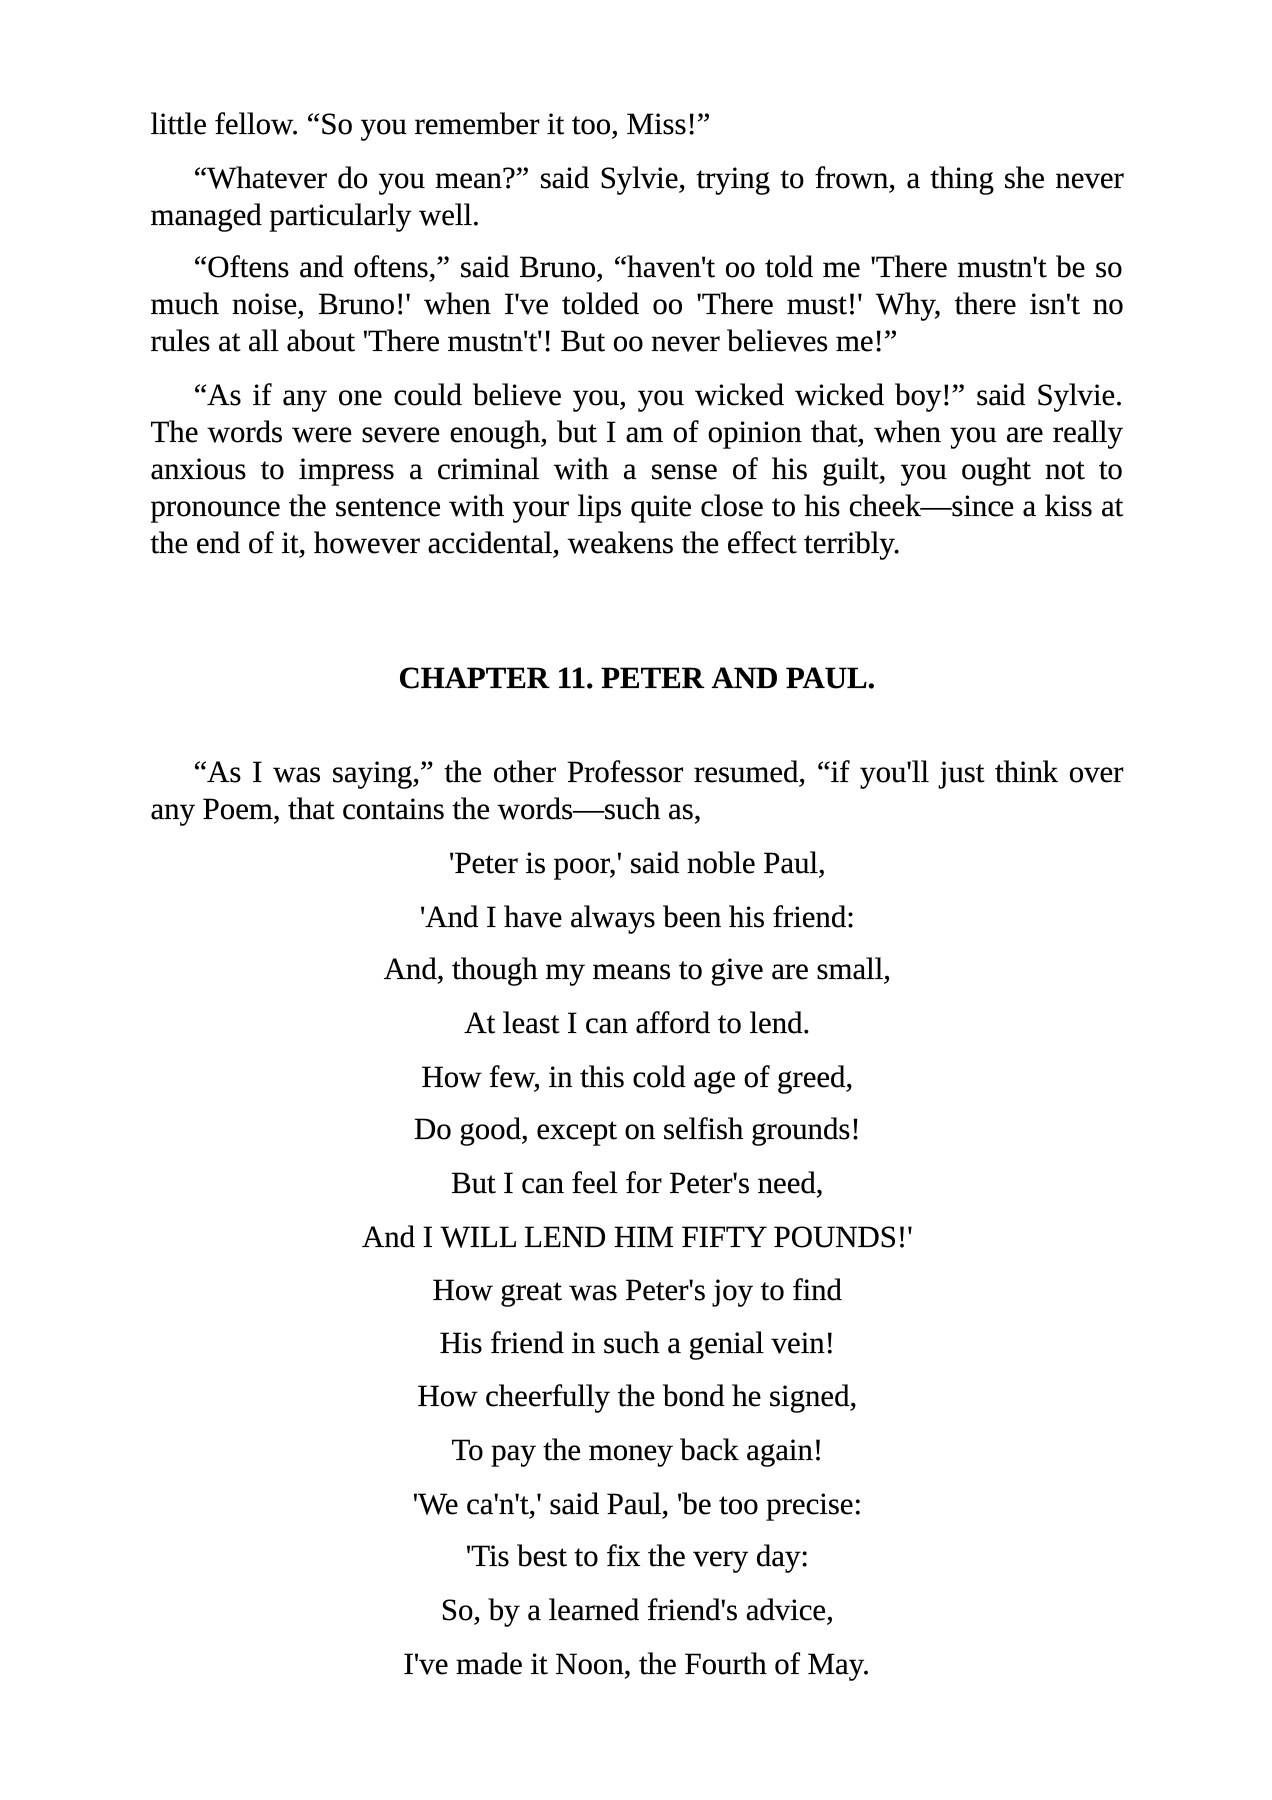 little fellow. “So you remember it too, Miss!”
“Whatever do you mean?” said Sylvie, trying to frown, a thing she never
managed particularly well.
“Oftens and oftens,” said Bruno, “haven't oo told me 'There mustn't be so
much noise, Bruno!' when I've tolded oo 'There must!' Why, there isn't no
rules at all about 'There mustn't'! But oo never believes me!”
“As if any one could believe you, you wicked wicked boy!” said Sylvie.
The words were severe enough, but I am of opinion that, when you are really
anxious to impress a criminal with a sense of his guilt, you ought not to
pronounce the sentence with your lips quite close to his cheek—since a kiss at
the end of it, however accidental, weakens the effect terribly.
CHAPTER 11. PETER AND PAUL.
“As I was saying,” the other Professor resumed, “if you'll just think over
any Poem, that contains the words—such as,
'Peter is poor,' said noble Paul,
'And I have always been his friend:
And, though my means to give are small,
At least I can afford to lend.
How few, in this cold age of greed,
Do good, except on selfish grounds!
But I can feel for Peter's need,
And I WILL LEND HIM FIFTY POUNDS!'
How great was Peter's joy to find
His friend in such a genial vein!
How cheerfully the bond he signed,
To pay the money back again!
'We ca'n't,' said Paul, 'be too precise:
'Tis best to fix the very day:
So, by a learned friend's advice,
I've made it Noon, the Fourth of May.